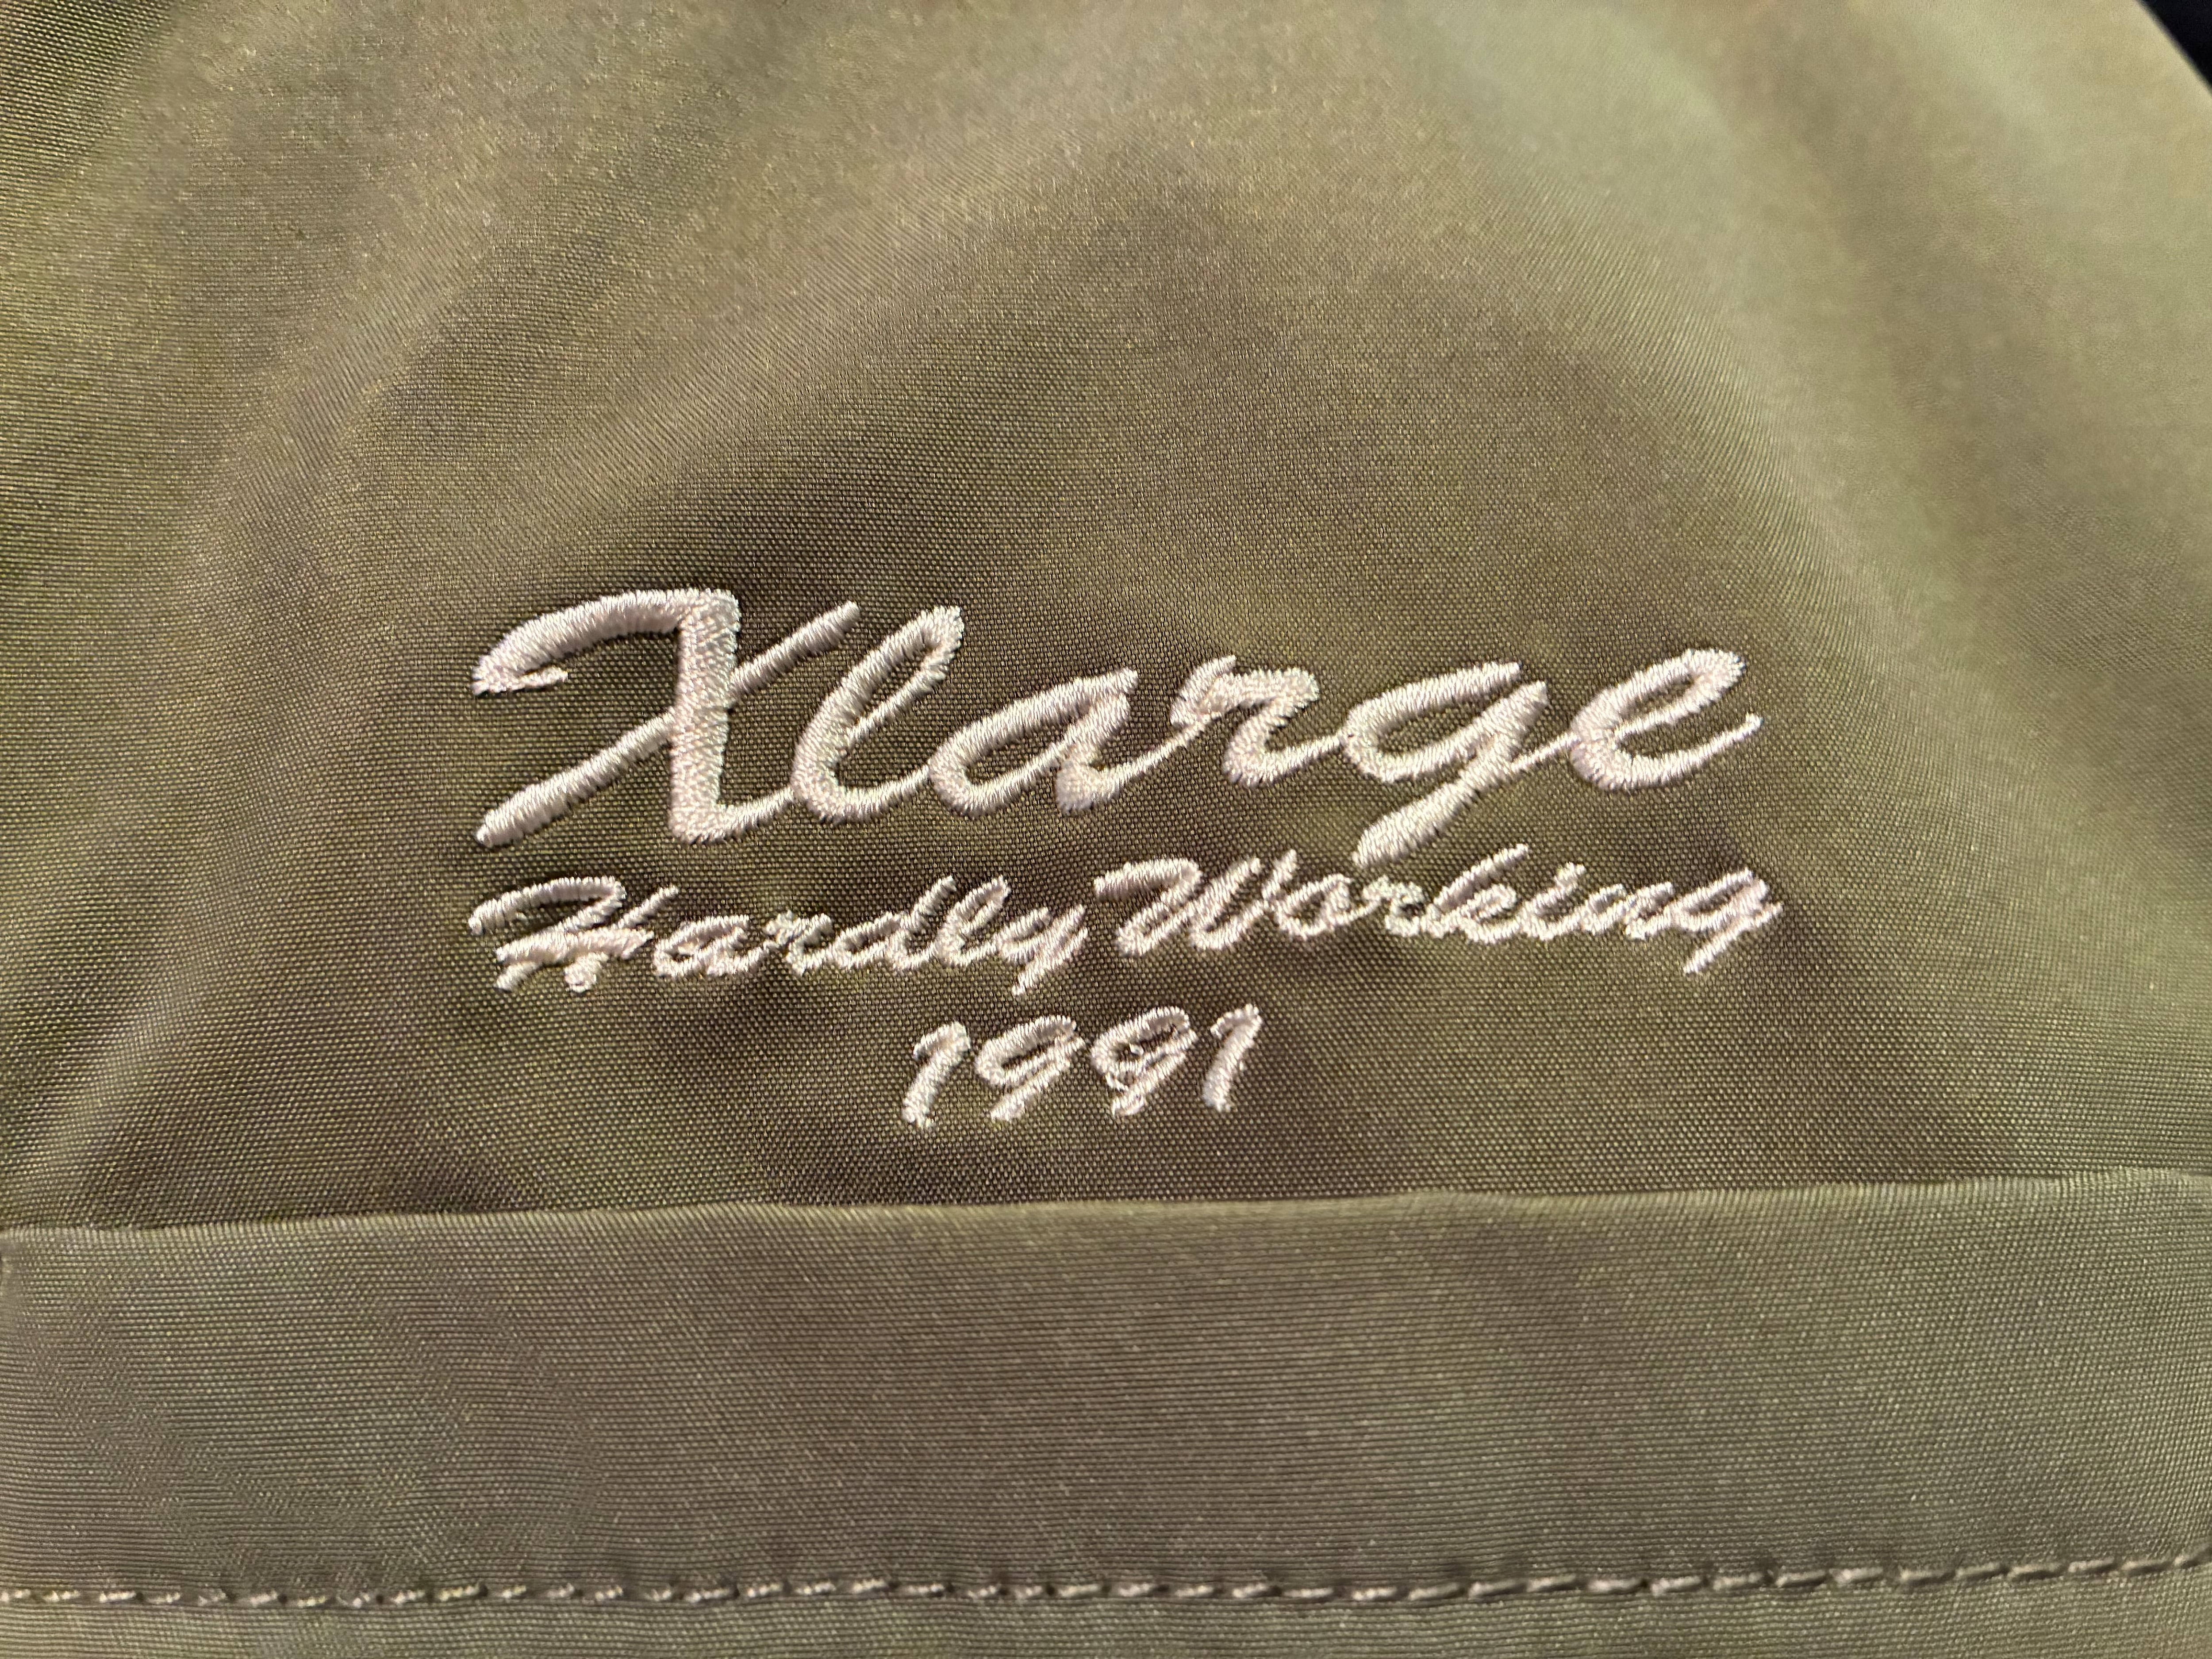 Xlarge
Hardly Working
1991